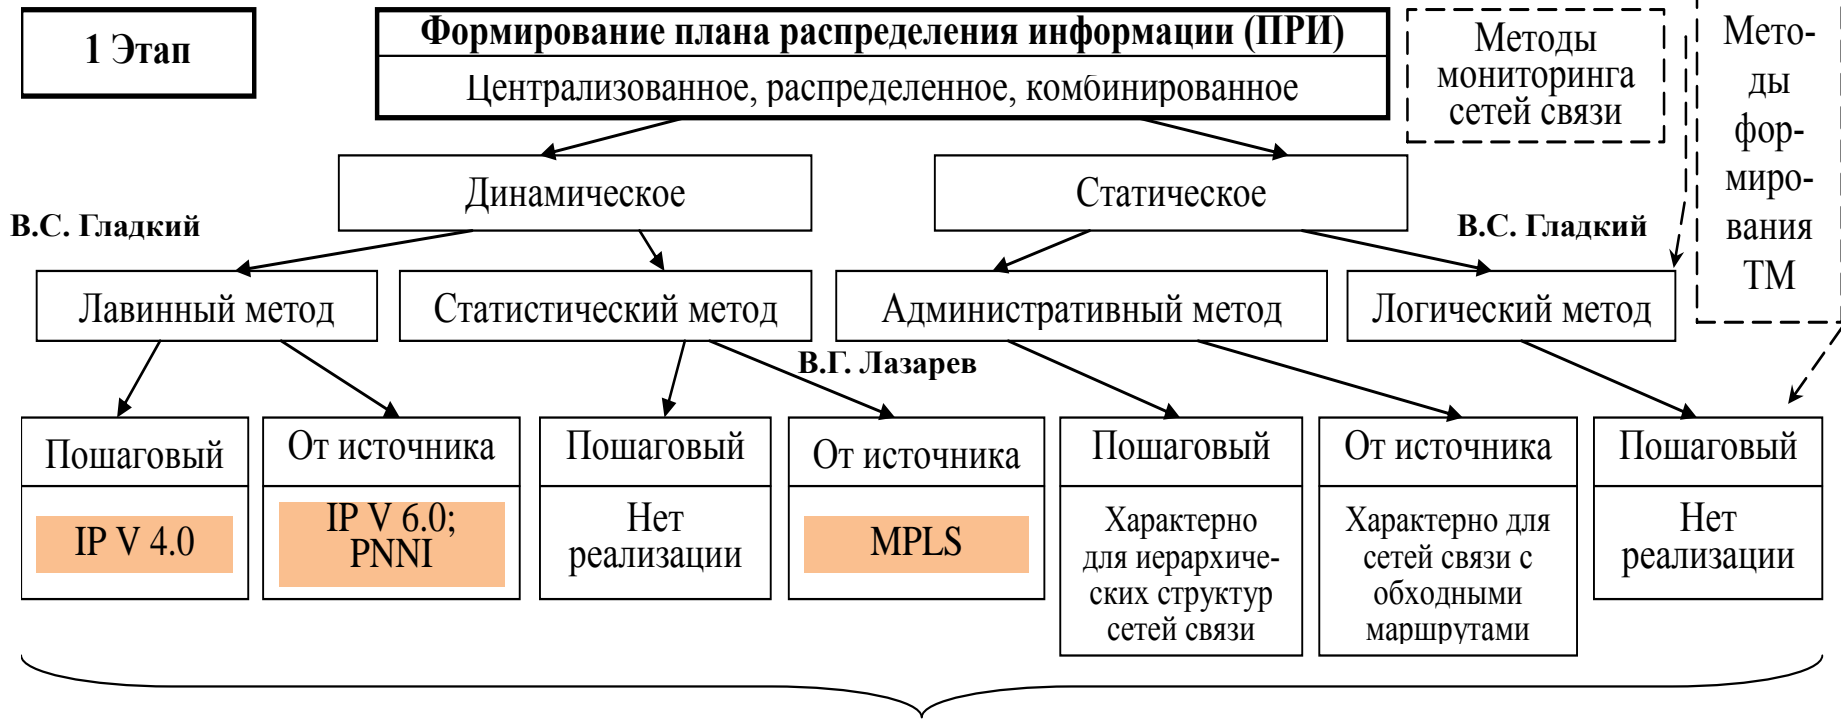 1 Этап
Формирование плана распределения информации (ПРИ)
Централизованное, распределенное, комбинированное
Методы
мониторинга
сетей связи
Мето-
ды
фор-
миро-
вания
ТМ
Динамическое
Статическое
В.С. Гладкий
В.С. Гладкий
Лавинный метод
Статистический метод
Административный метод
Логический метод
В.Г. Лазарев
Пошаговый
IP V 4.0
От источника
IP V 6.0;
PNNI
Пошаговый
Нет
реализации
От источника
MPLS
Пошаговый
Характерно
для иерархиче-
ских структур
сетей связи
От источника
Характерно для
сетей связи с
обходными
маршрутами
Пошаговый
Нет
реализации